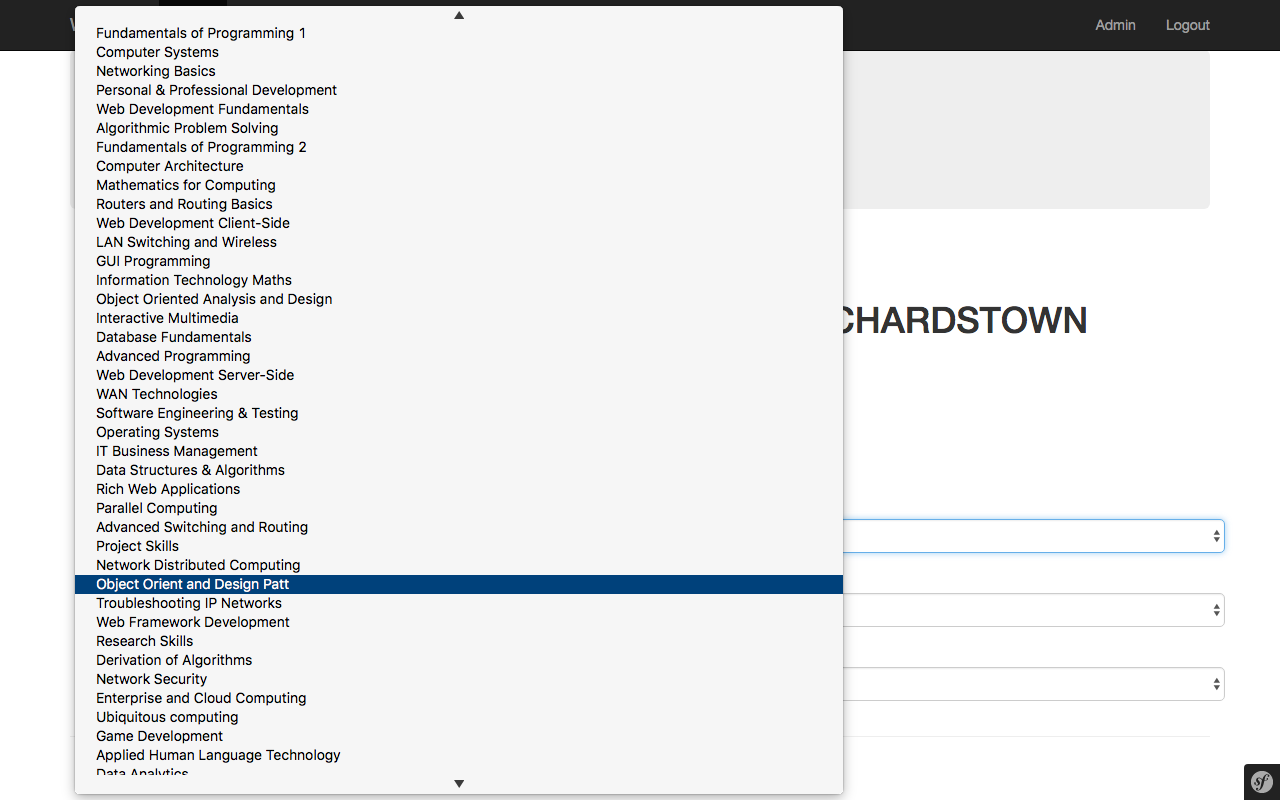 Admin
Logout
Fundamentals of Programming 1
Computer Systems
Networking Basics
Personal & Professional Development
Web Development Fundamentals
Algorithmic Problem Solving
Fundamentals of Programming 2
Computer Architecture
Mathematics for Computing
Routers and Routing Basics
Web Development Client-Side
LAN Switching and Wireless
GUI Programming
Information Technology Maths
Object Oriented Analysis and Design
Interactive Multimedia
CHARDSTOWN
Database Fundamentals
Advanced Programming
Web Development Server-Side
WAN Technologies
Software Engineering & Testing
Operating Systems
IT Business Management
Data Structures & Algorithms
Rich Web Applications
Parallel Computing
Advanced Switching and Routing
Project Skills
Network Distributed Computing
Object Orient and Design Patt
Troubleshooting IP Networks
Web Framework Development
Research Skills
Derivation of Algorithms
Network Security
Enterprise and Cloud Computing
Ubiquitous computing
Game Development
Applied Human Language Technology
Data Analytics
sf